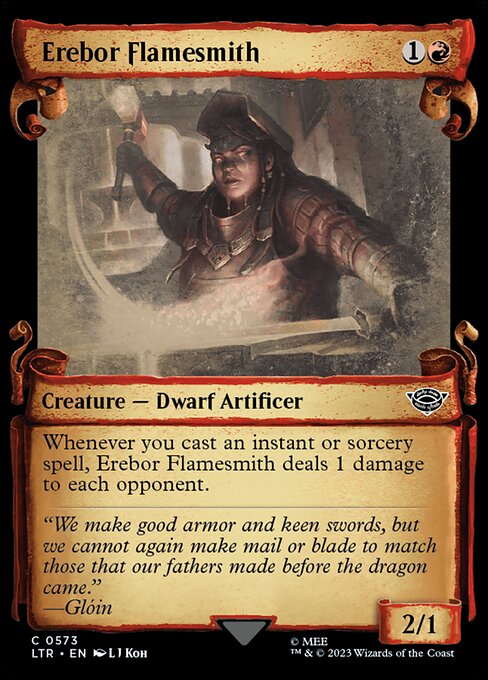 Erebor Flamesmith 1
Creature — Dwarf Artificer
Whenever you cast an instant or sorcery
spell, Erebor Flamesmith deals 1 damage
to each opponent.
“We make good armor and keen swords, but
we cannot again make mail or blade to match
those that our fathers made before the dragon
came.”
—Glóin
2/1
C 0573
LTR • EN LJ Koh
© MEE
™ & © 2023 Wizards of the Coast